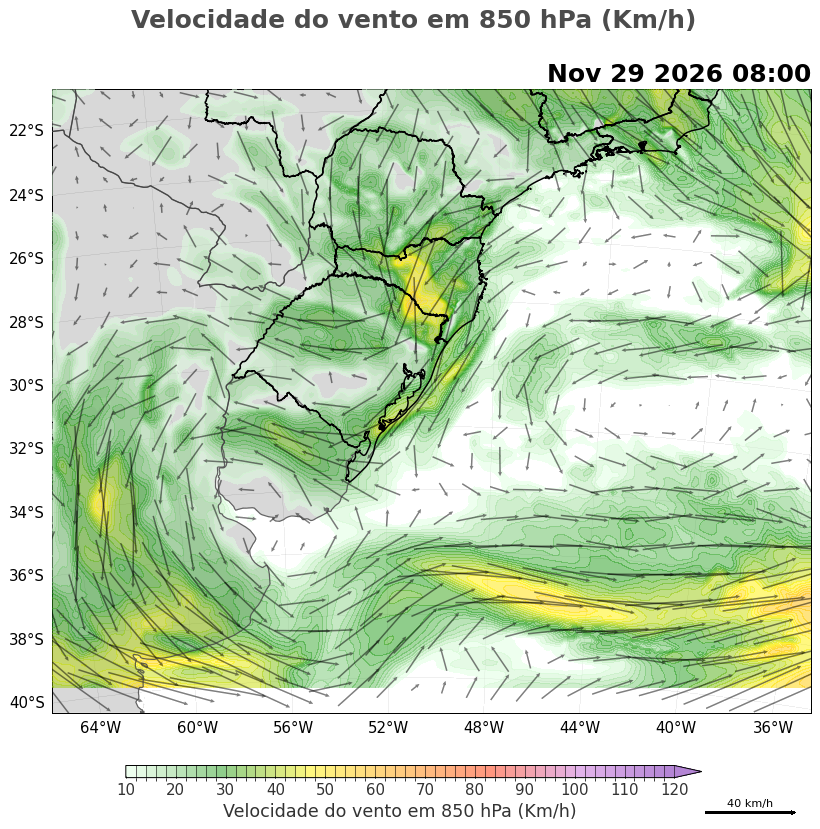 Velocidade do vento em 850 hPa (Km/h)
Nov 29 2026 08:00
22°S
24°S
26°S
28°S
30°S
32°S
34°S
36°S
38°S
40°S
64°W 60°W 56°W 52°W 48°W 44°W 40°W 36°W
10 20 30 40 50 60 70 80 90 100 110 120
Velocidade do vento em 850 hPa (Km/h)
40 km/h